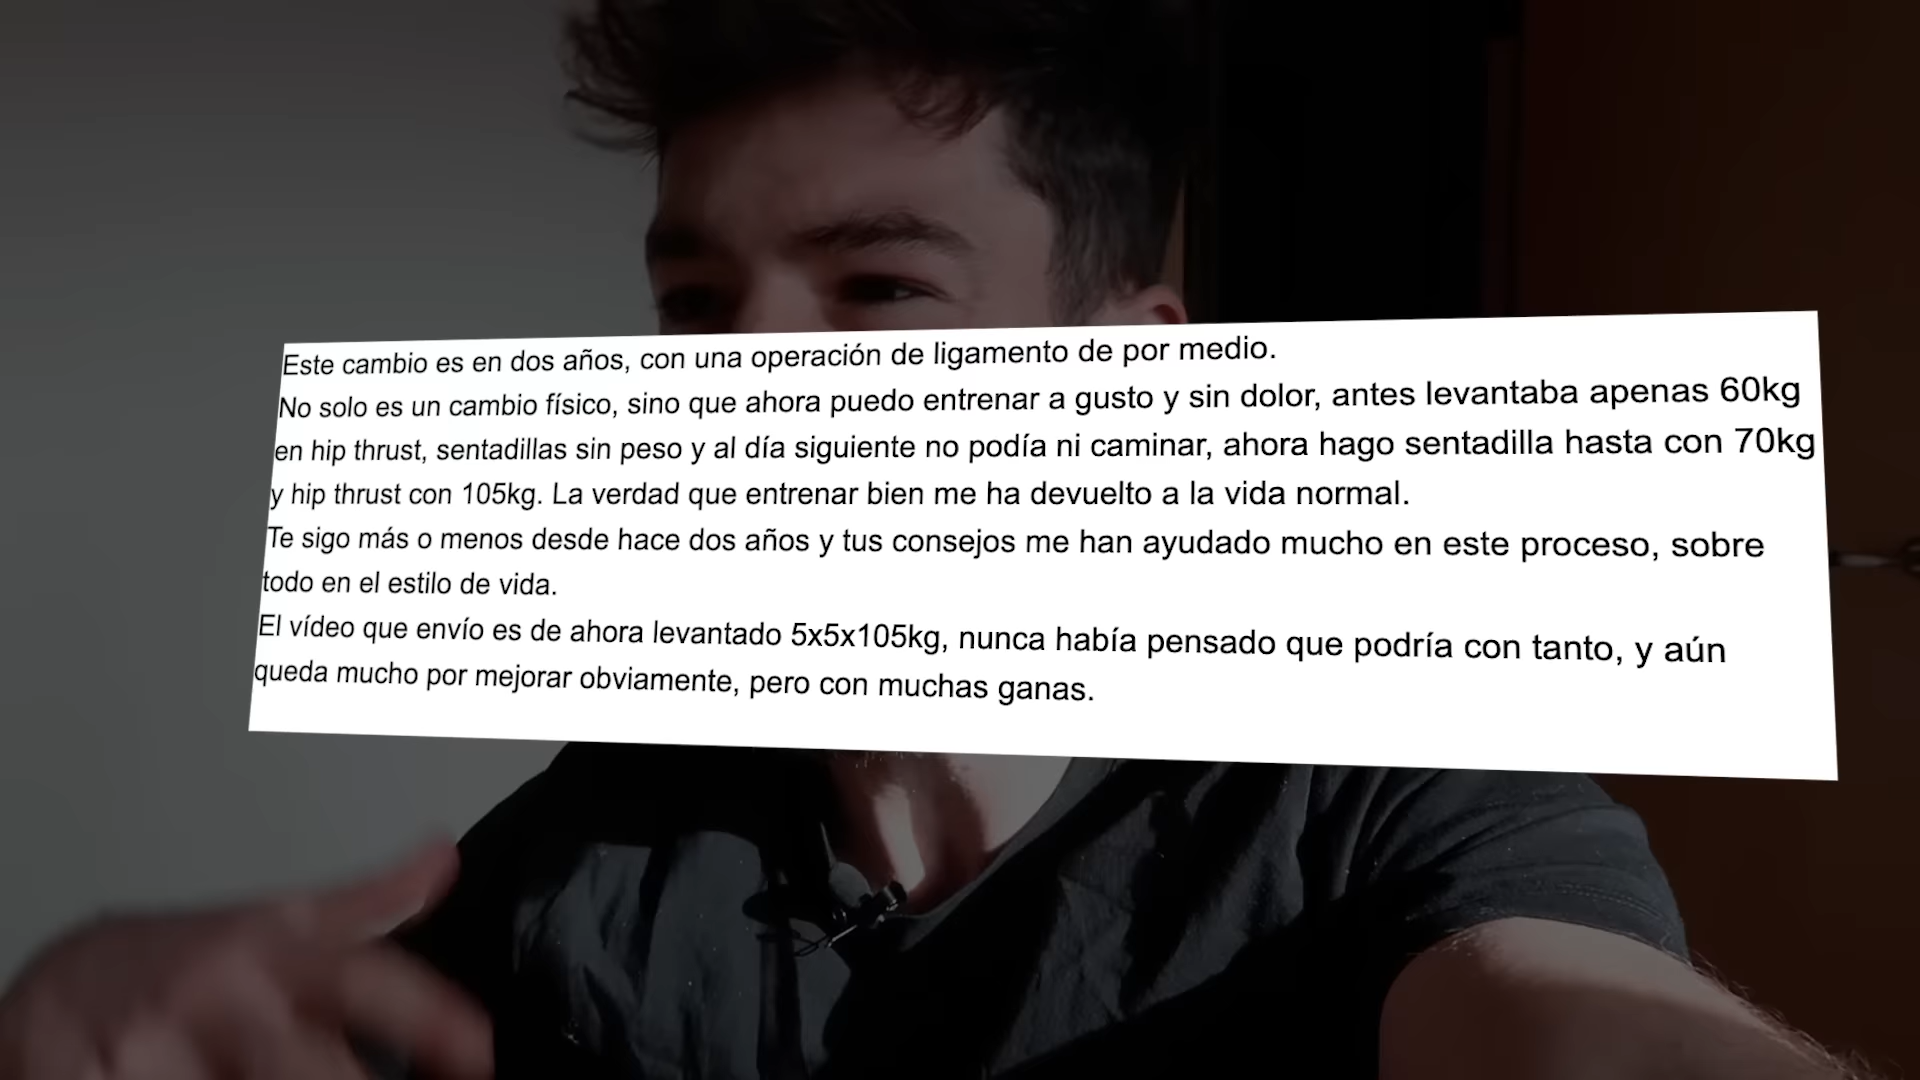 Este cambio es en dos años, con una operación de ligamento de por medio.
No solo es un cambio físico, sino que ahora puedo entrenar a gusto y sin dolor, antes levantaba apenas 60kg
en hip thrust, sentadillas sin peso y al día siguiente no podía ni caminar, ahora hago sentadilla hasta con 70kg
y hip thrust con 105kg. La verdad que entrenar bien me ha devuelto a la vida normal.
Te sigo más o menos desde hace dos años y tus consejos me han ayudado mucho en este proceso, sobre
todo en el estilo de vida.
El vídeo que envío es de ahora levantado 5x5x105kg, nunca había pensado que podría con tanto, y aún
queda mucho por mejorar obviamente, pero con muchas ganas.